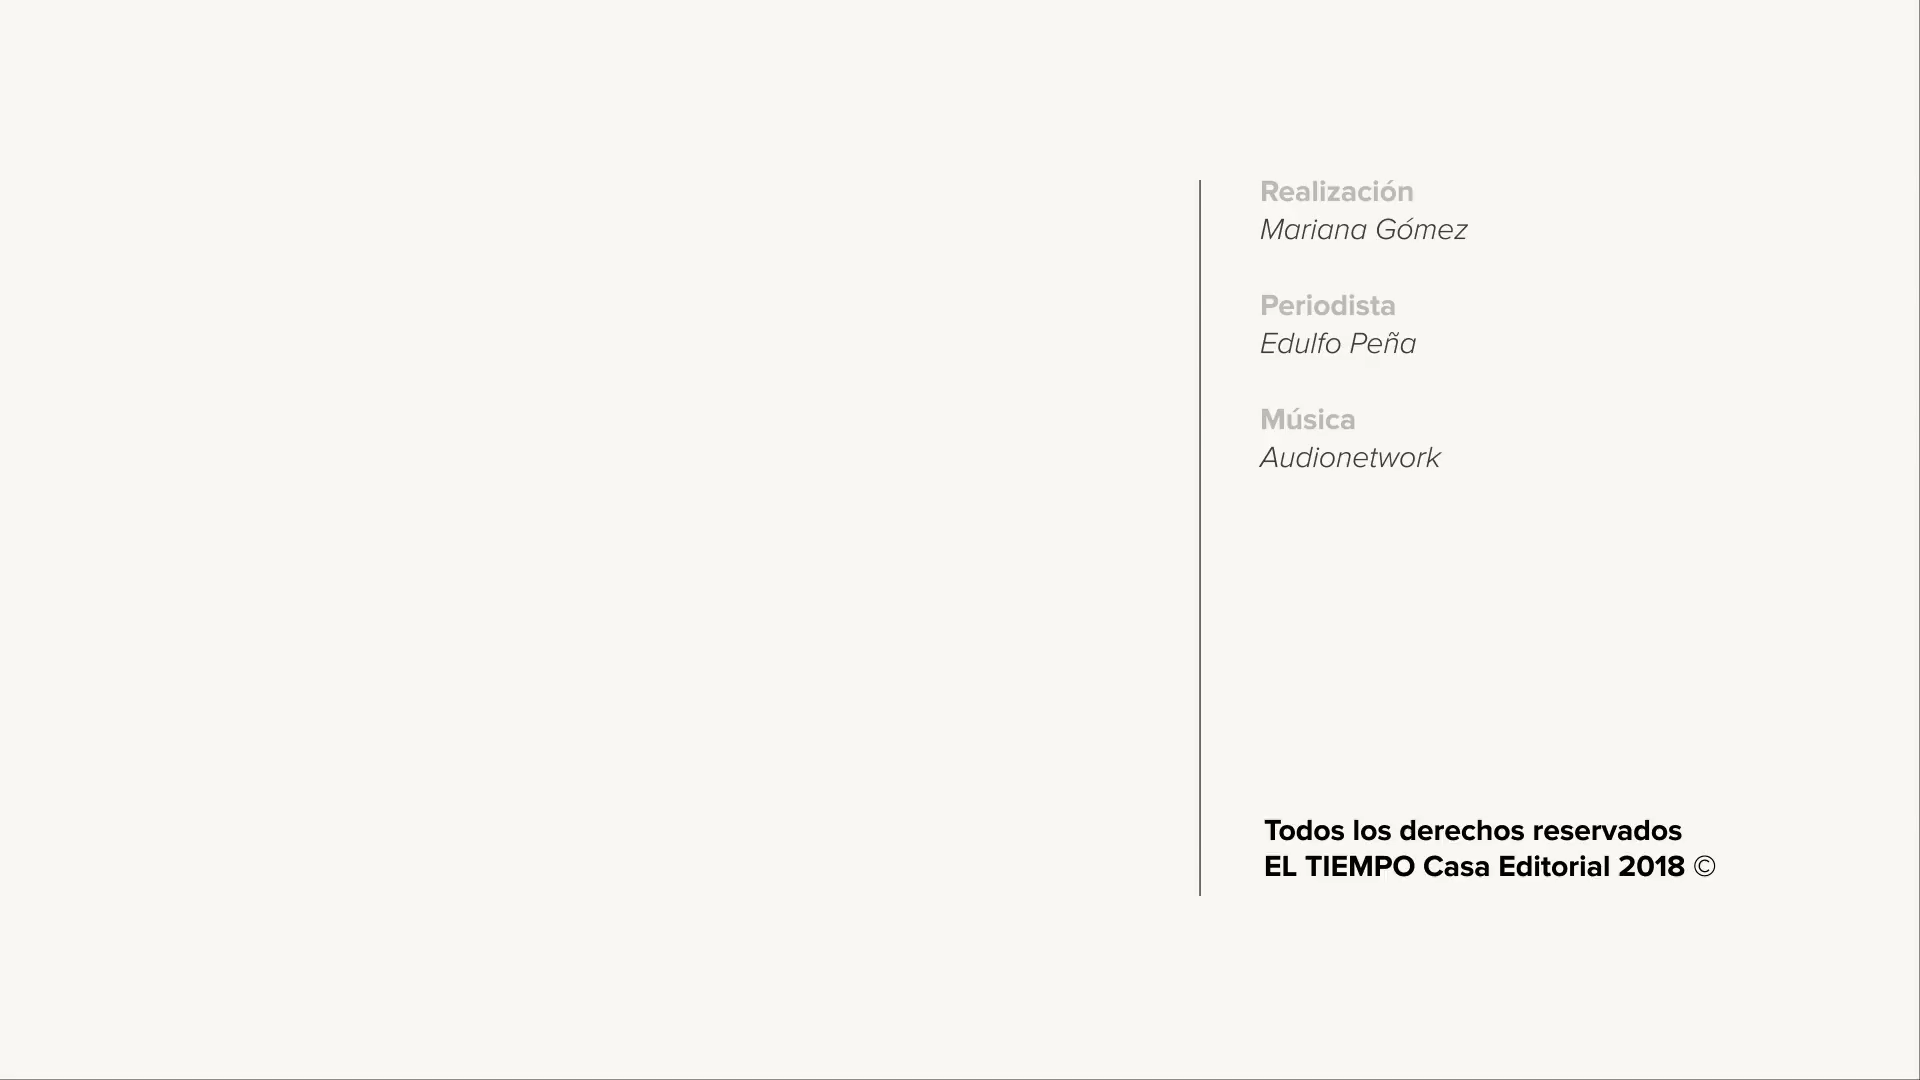 Realización
Mariana Gómez
Periodista
Edulfo Peña
Música
Audionetwork
Todos los derechos reservados
EL TIEMPO Casa Editorial 2018 ©